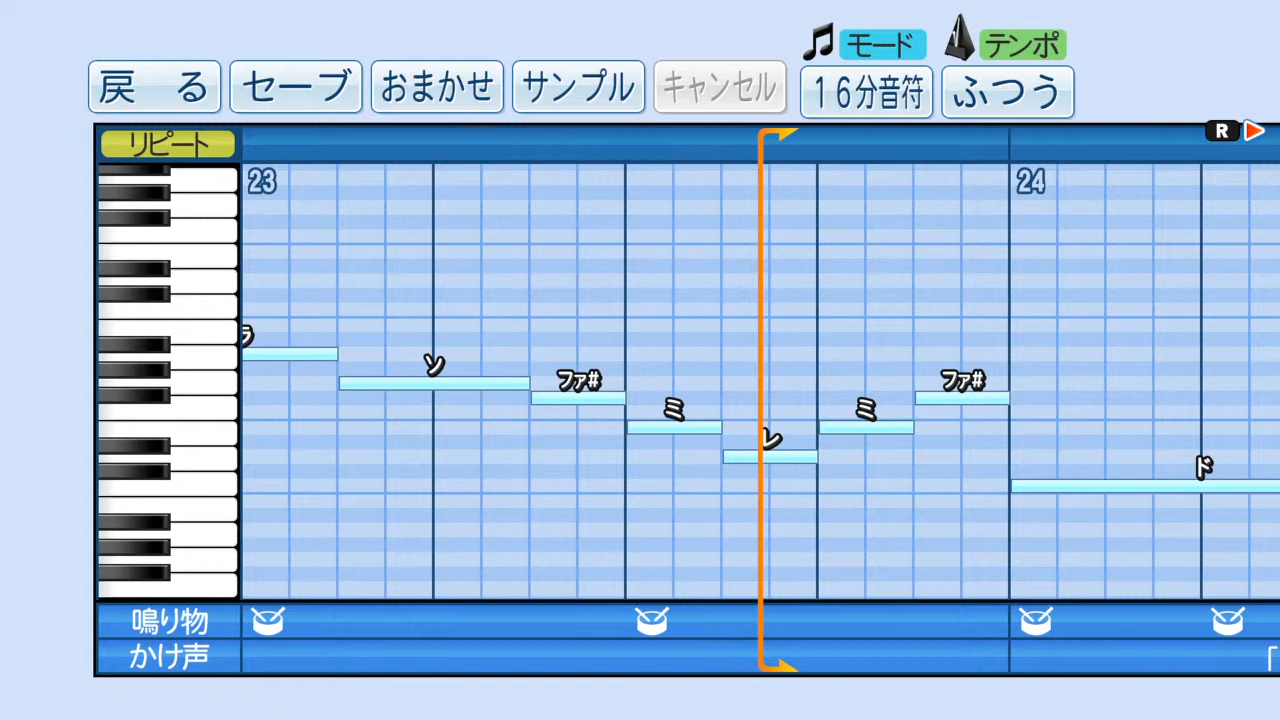 モード テンポ
戻る セーブ おまかせ サンプル キャンセル 16分音符 ふつう
リピート R
23 24
ラ
ソ
ファ# ファ#
ミ ミ
レ
ド
鳴り物
かけ声 「